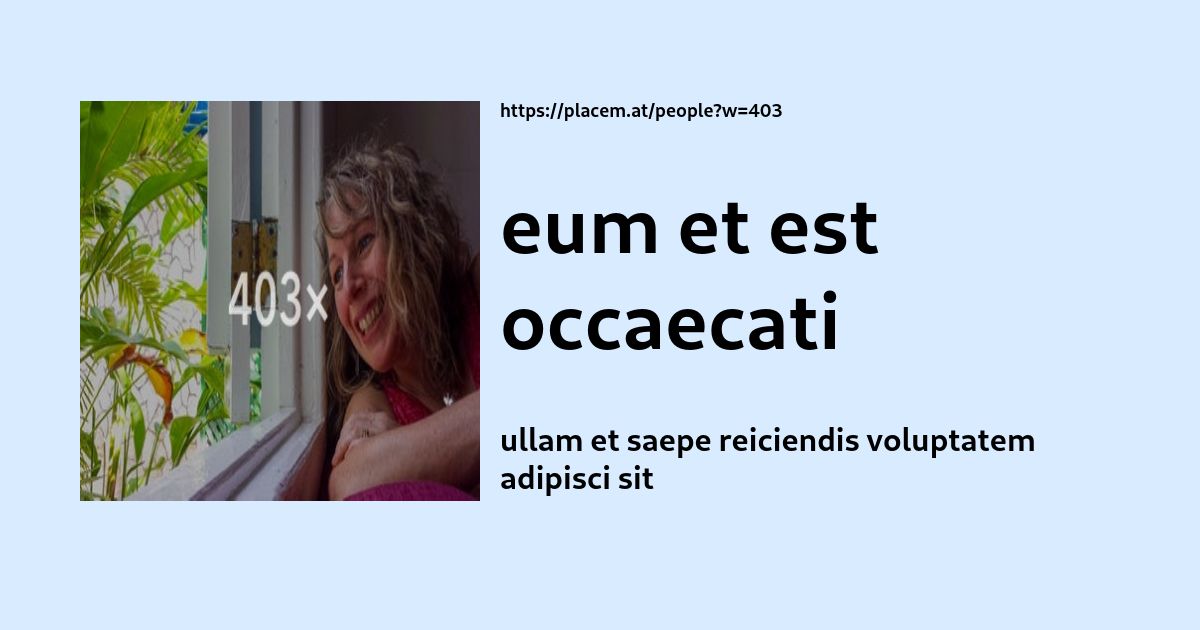 https://placem.at/people?w=403
eum et est
occaecati
403×
ullam et saepe reiciendis voluptatem
adipisci sit